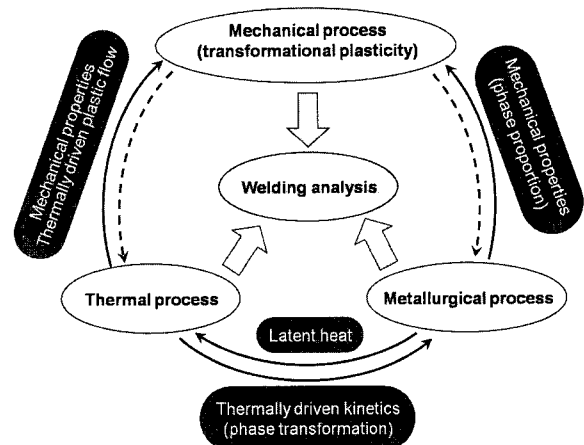 Mechanical process
(transformational plasticity)
Mechanical properties
Thermally driven plastic flow
Mechanical properties
(phase proportion)
Welding analysis
Thermal process
Metallurgical process
Latent heat
Thermally driven kinetics
(phase transformation)